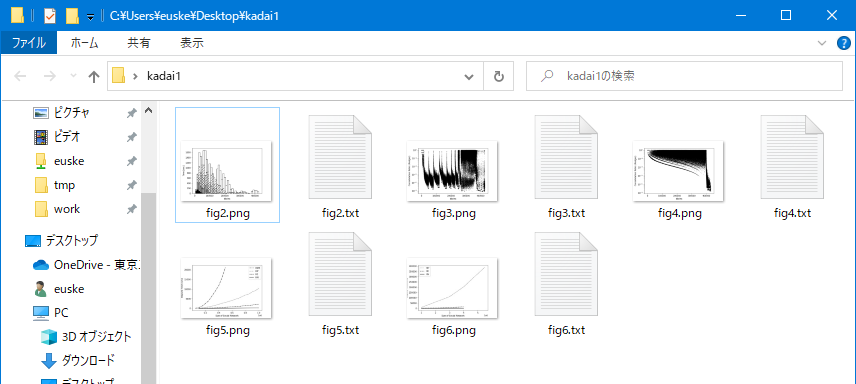 C:¥Users¥euske¥Desktop¥kadai1
ファイル ホーム 共有 表示
kadai1
kadai1の検索
ピクチャ
ビデオ
euske
tmp
work
デスクトップ
OneDrive - 東京
euske
PC
3D オブジェクト
ダウンロード
デスクトップ
fig2.png fig2.txt fig3.png fig3.txt fig4.png fig4.txt
fig5.png fig5.txt fig6.png fig6.txt